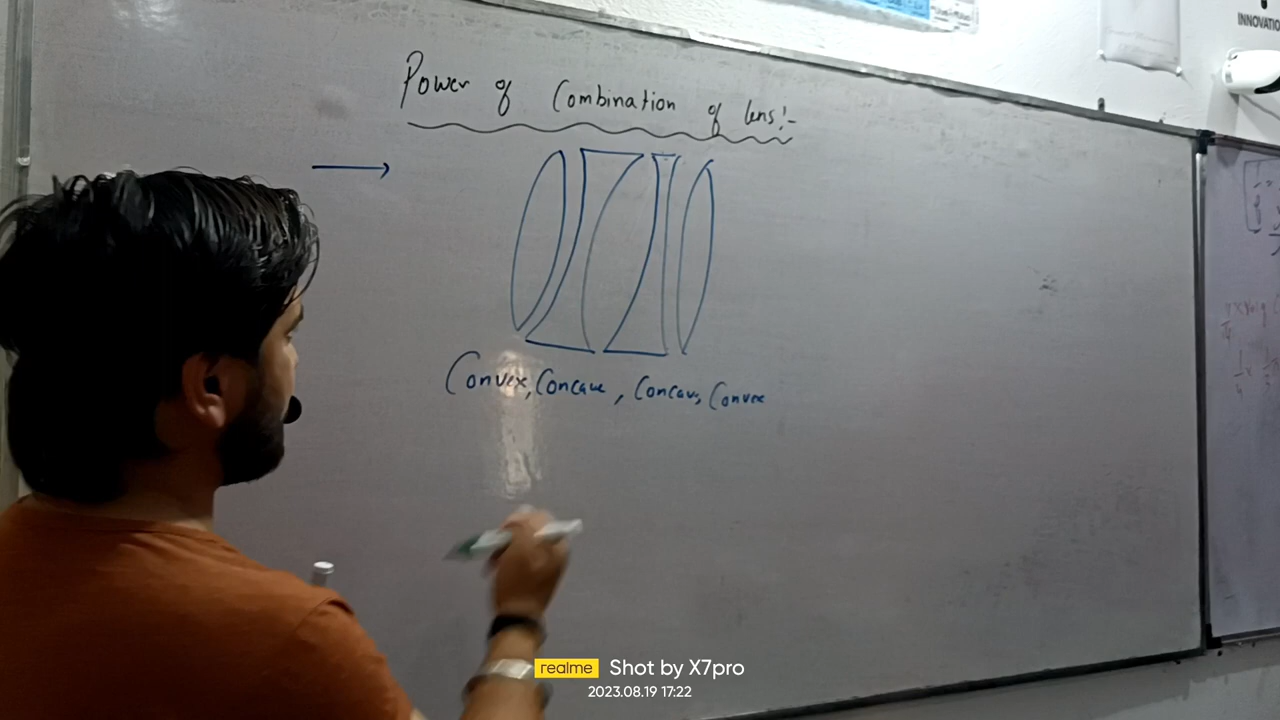 INNOVATIO
Power of Combination of lens:-
Convex, Concave, Concave, Convex
realme Shot by X7pro
2023.08.19 17:22